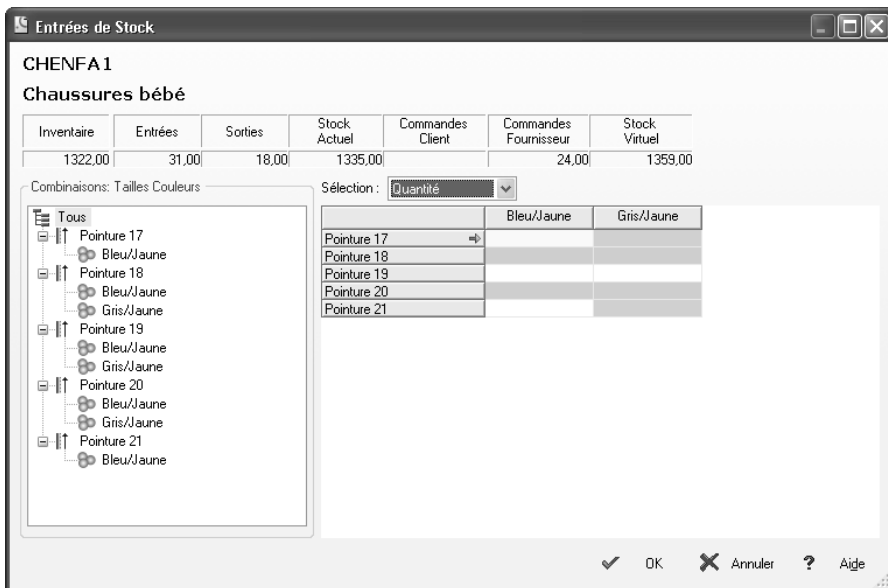 Entrées de Stock
CHENFA1
Chaussures bébé
Inventaire Entrées Sorties Stock Actuel Commandes Client Commandes Fournisseur Stock Virtuel
1322,00 31,00 18,00 1335,00 24,00 1359,00
Combinaisons: Tailles Couleurs
Sélection : Quantité
Tous
Pointure 17
Bleu/Jaune
Pointure 18
Bleu/Jaune
Gris/Jaune
Pointure 19
Bleu/Jaune
Gris/Jaune
Pointure 20
Bleu/Jaune
Gris/Jaune
Pointure 21
Bleu/Jaune
Bleu/Jaune Gris/Jaune
Pointure 17
Pointure 18
Pointure 19
Pointure 20
Pointure 21
OK Annuler ? Aide